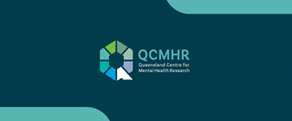 QCMHR
Queensland Centre for
Mental Health Research